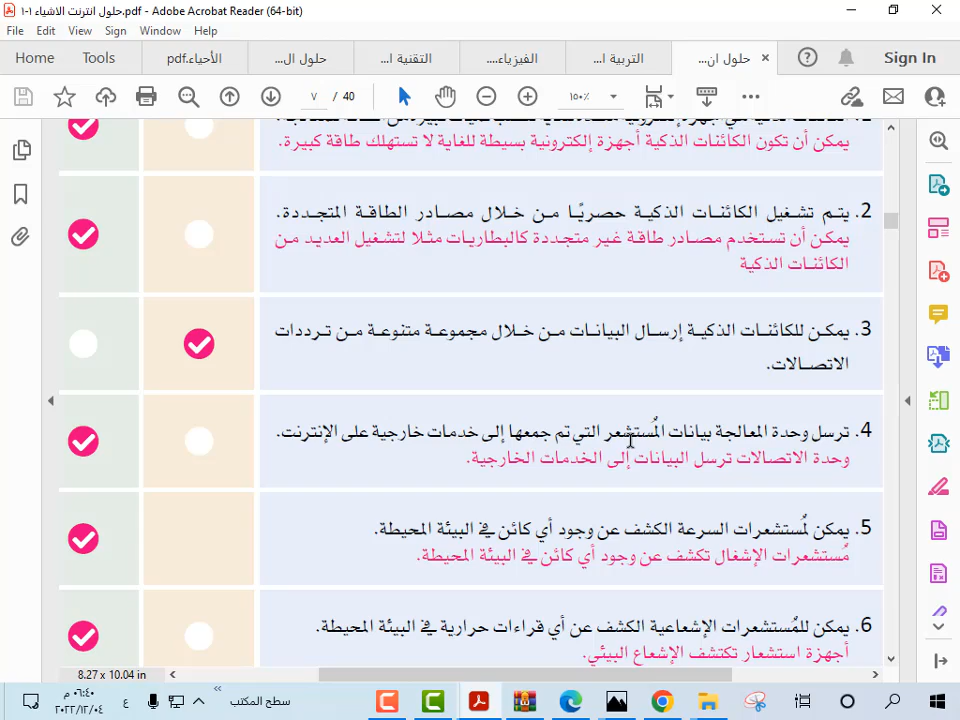 حلول انترنت الاشياء ١-١.pdf - Adobe Acrobat Reader (64-bit)
File Edit View Sign Window Help
Home Tools الأحياء.pdf حلول ال... التقنية ا... الفيزياء.... التربية ا... حلول ان... × Sign In
٧ / 40 ١٥٠٪
يمكن أن تكون الكائنات الذكية أجهزة إلكترونية بسيطة للغاية لا تستهلك طاقة كبيرة.
2. يتم تشغيل الكائنات الذكية حصريًا من خلال مصادر الطاقة المتجددة.
يمكن أن تستخدم مصادر طاقة غير متجددة كالبطاريات مثلا لتشغيل العديد من
الكائنات الذكية
3. يمكن للكائنات الذكية إرسال البيانات من خلال مجموعة متنوعة من ترددات
الاتصالات.
4. ترسل وحدة المعالجة بيانات المُستشعر التي تم جمعها إلى خدمات خارجية على الإنترنت.
وحدة الاتصالات ترسل البيانات إلى الخدمات الخارجية.
5. يمكن لمُستشعرات السرعة الكشف عن وجود أي كائن في البيئة المحيطة.
مُستشعرات الإشغال تكشف عن وجود أي كائن في البيئة المحيطة.
6. يمكن للمُستشعرات الإشعاعية الكشف عن أي قراءات حرارية في البيئة المحيطة.
أجهزة استشعار تكتشف الإشعاع البيئي.
8.27 x 10.04 in
٠٦:٤٠ م
٢٠٢٢/١٢/٠٤
ع
سطح المكتب